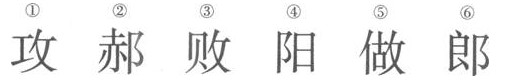 ① ② ③ ④ ⑤ ⑥
攻 郝 败 阳 做 郎